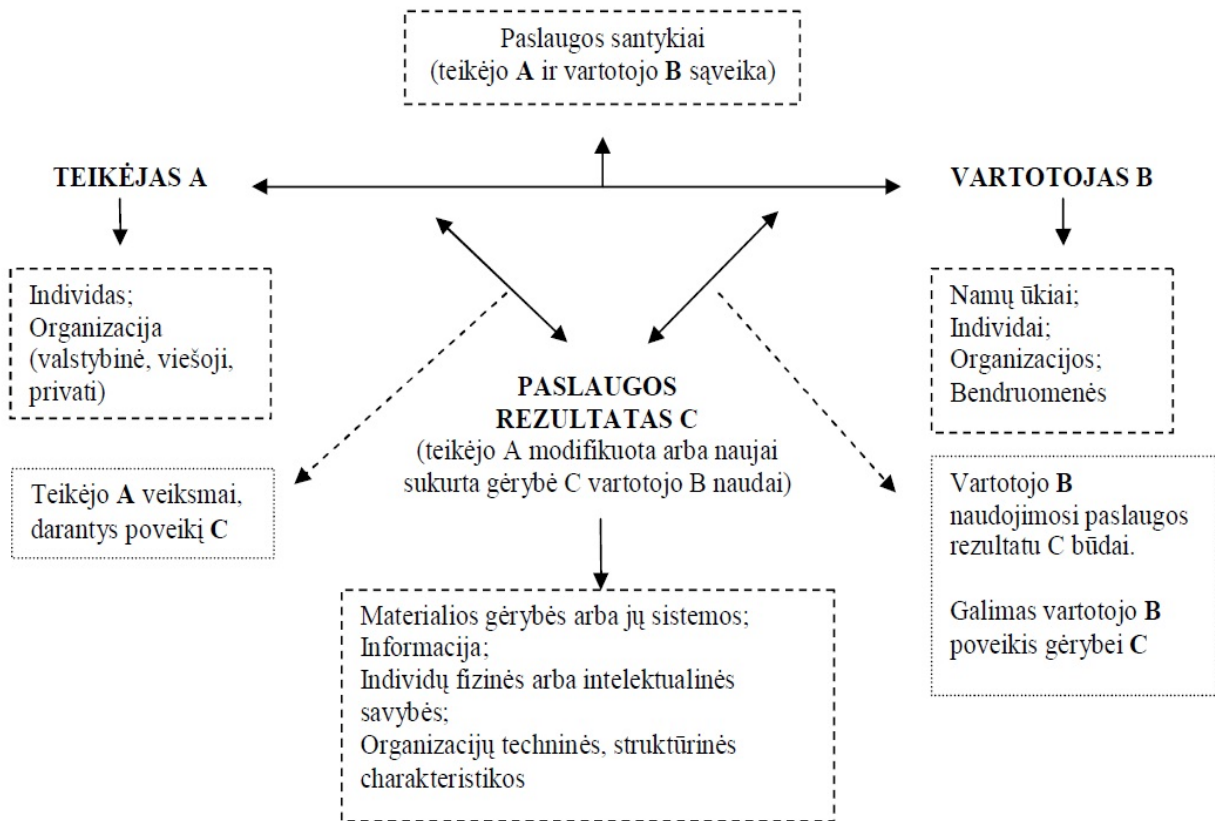 Paslaugos santykiai
(teikėjo A ir vartotojo B sąveika)
TEIKĖJAS A
VARTOTOJAS B
Individas;
Organizacija
(valstybinė, viešoji,
privati)
Namų ūkiai;
Individai;
Organizacijos;
Bendruomenės
PASLAUGOS
REZULTATAS C
(teikėjo A modifikuota arba naujai
sukurta gėrybė C vartotojo B naudai)
Teikėjo A veiksmai,
darantys poveikį C
Vartotojo B
naudojimosi paslaugos
rezultatu C būdai.
Galimas vartotojo B
poveikis gėrybei C
Materialios gėrybės arba jų sistemos;
Informacija;
Individų fizinės arba intelektualinės
savybės;
Organizacijų techninės, struktūrinės
charakteristikos